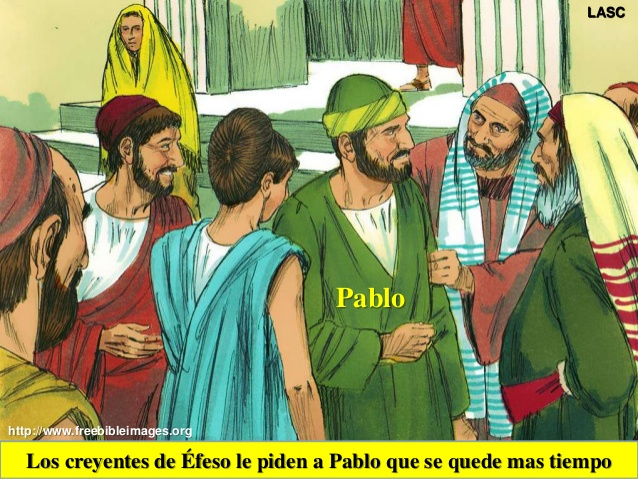 LASC
Pablo
http://www.freebibleimages.org
Los creyentes de Éfeso le piden a Pablo que se quede mas tiempo